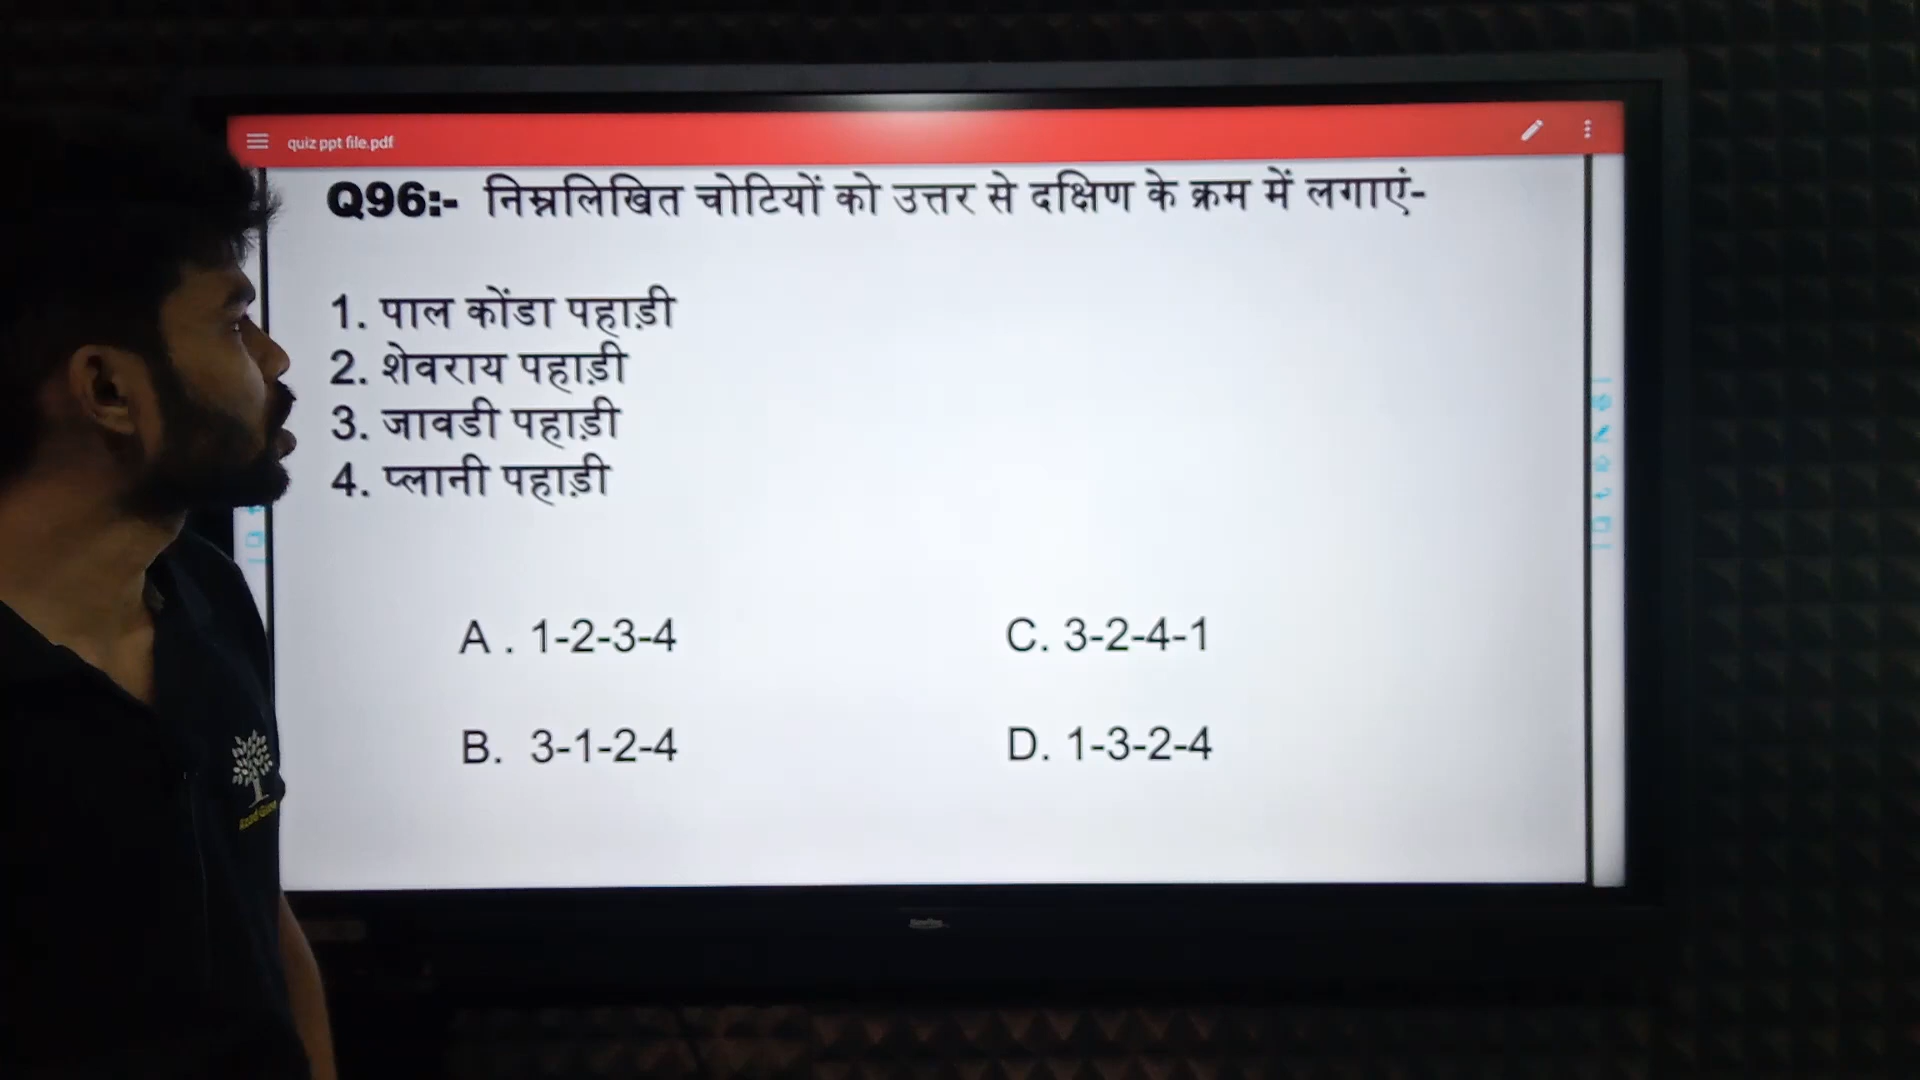 quiz ppt file.pdf
Q96:- निम्नलिखित चोटियों को उत्तर से दक्षिण के क्रम में लगाएं-
1. पाल कोंडा पहाड़ी
2. शेवराय पहाड़ी
3. जावडी पहाड़ी
4. प्लानी पहाड़ी
A . 1-2-3-4
C. 3-2-4-1
B. 3-1-2-4
D. 1-3-2-4